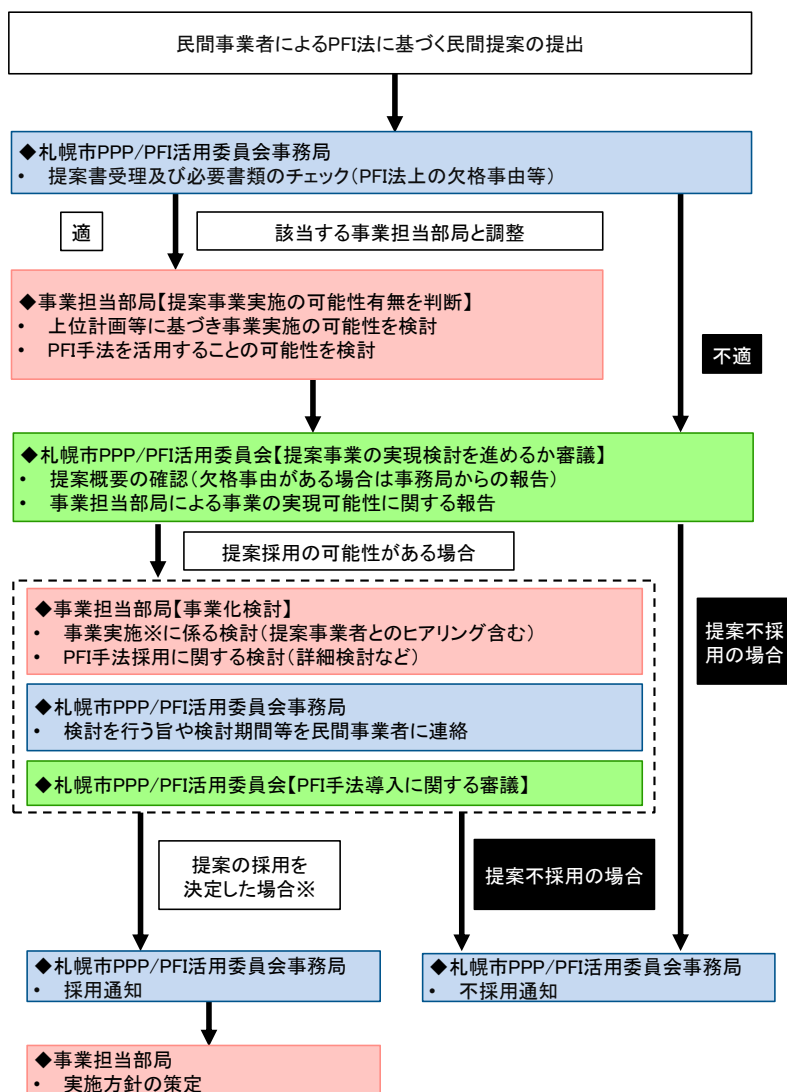 民間事業者によるPFI法に基づく民間提案の提出
◆札幌市PPP/PFI活用委員会事務局
• 提案書受理及び必要書類のチェック(PFI法上の欠格事由等)
適
該当する事業担当部局と調整
◆事業担当部局【提案事業実施の可能性有無を判断】
• 上位計画等に基づき事業実施の可能性を検討
• PFI手法を活用することの可能性を検討
不適
◆札幌市PPP/PFI活用委員会【提案事業の実現検討を進めるか審議】
• 提案概要の確認(欠格事由がある場合は事務局からの報告)
• 事業担当部局による事業の実現可能性に関する報告
提案採用の可能性がある場合
◆事業担当部局【事業化検討】
• 事業実施※に係る検討(提案事業者とのヒアリング含む)
• PFI手法採用に関する検討(詳細検討など)
提案不採
用の場合
◆札幌市PPP/PFI活用委員会事務局
• 検討を行う旨や検討期間等を民間事業者に連絡
◆札幌市PPP/PFI活用委員会【PFI手法導入に関する審議】
提案の採用を
決定した場合※
提案不採用の場合
◆札幌市PPP/PFI活用委員会事務局
• 採用通知
◆札幌市PPP/PFI活用委員会事務局
• 不採用通知
◆事業担当部局
• 実施方針の策定